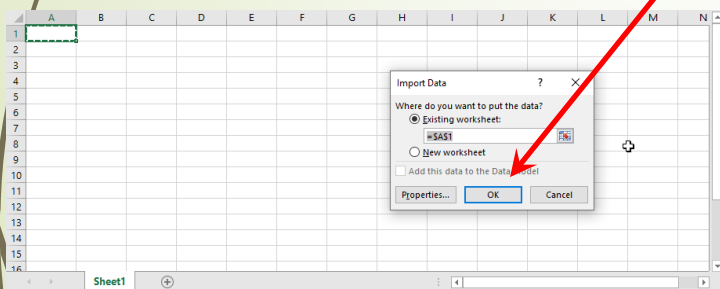 A B C D E F G H I J K L M N
1
2
3
4
5
6
7
8
9
10
11
12
13
14
15
16
Import Data ? ×
Where do you want to put the data?
Existing worksheet:
=$A$1
New worksheet
Add this data to the Data Model
Properties... OK Cancel
Sheet1